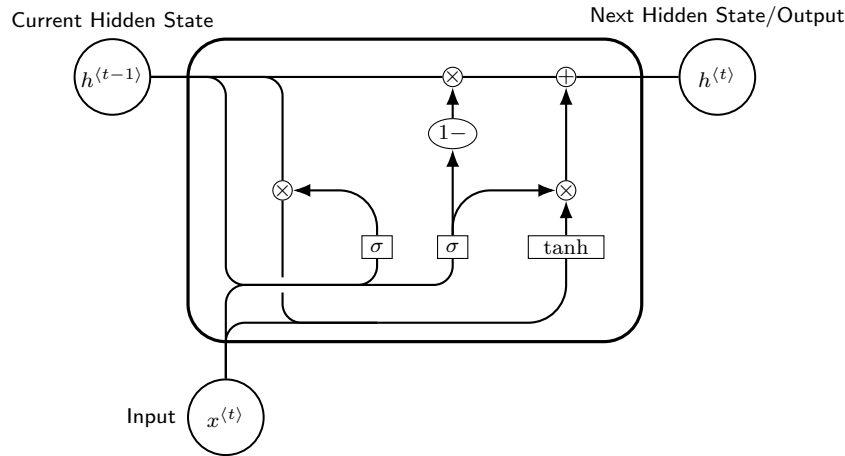 Current Hidden State
Next Hidden State/Output
h⟨t−1⟩
×
+
h⟨t⟩
1−
×
×
σ
σ
tanh
Input
x⟨t⟩